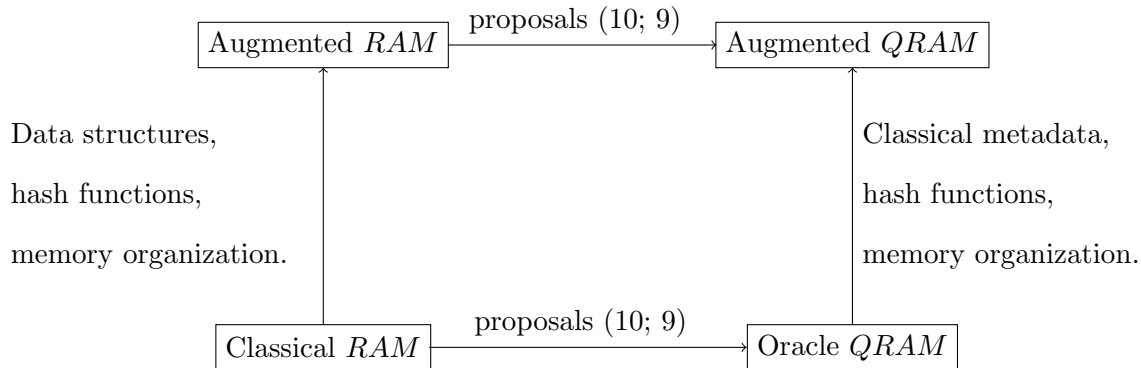 proposals (10; 9)
Augmented RAM
Augmented QRAM
Data structures,
hash functions,
memory organization.
Classical metadata,
hash functions,
memory organization.
proposals (10; 9)
Classical RAM
Oracle QRAM